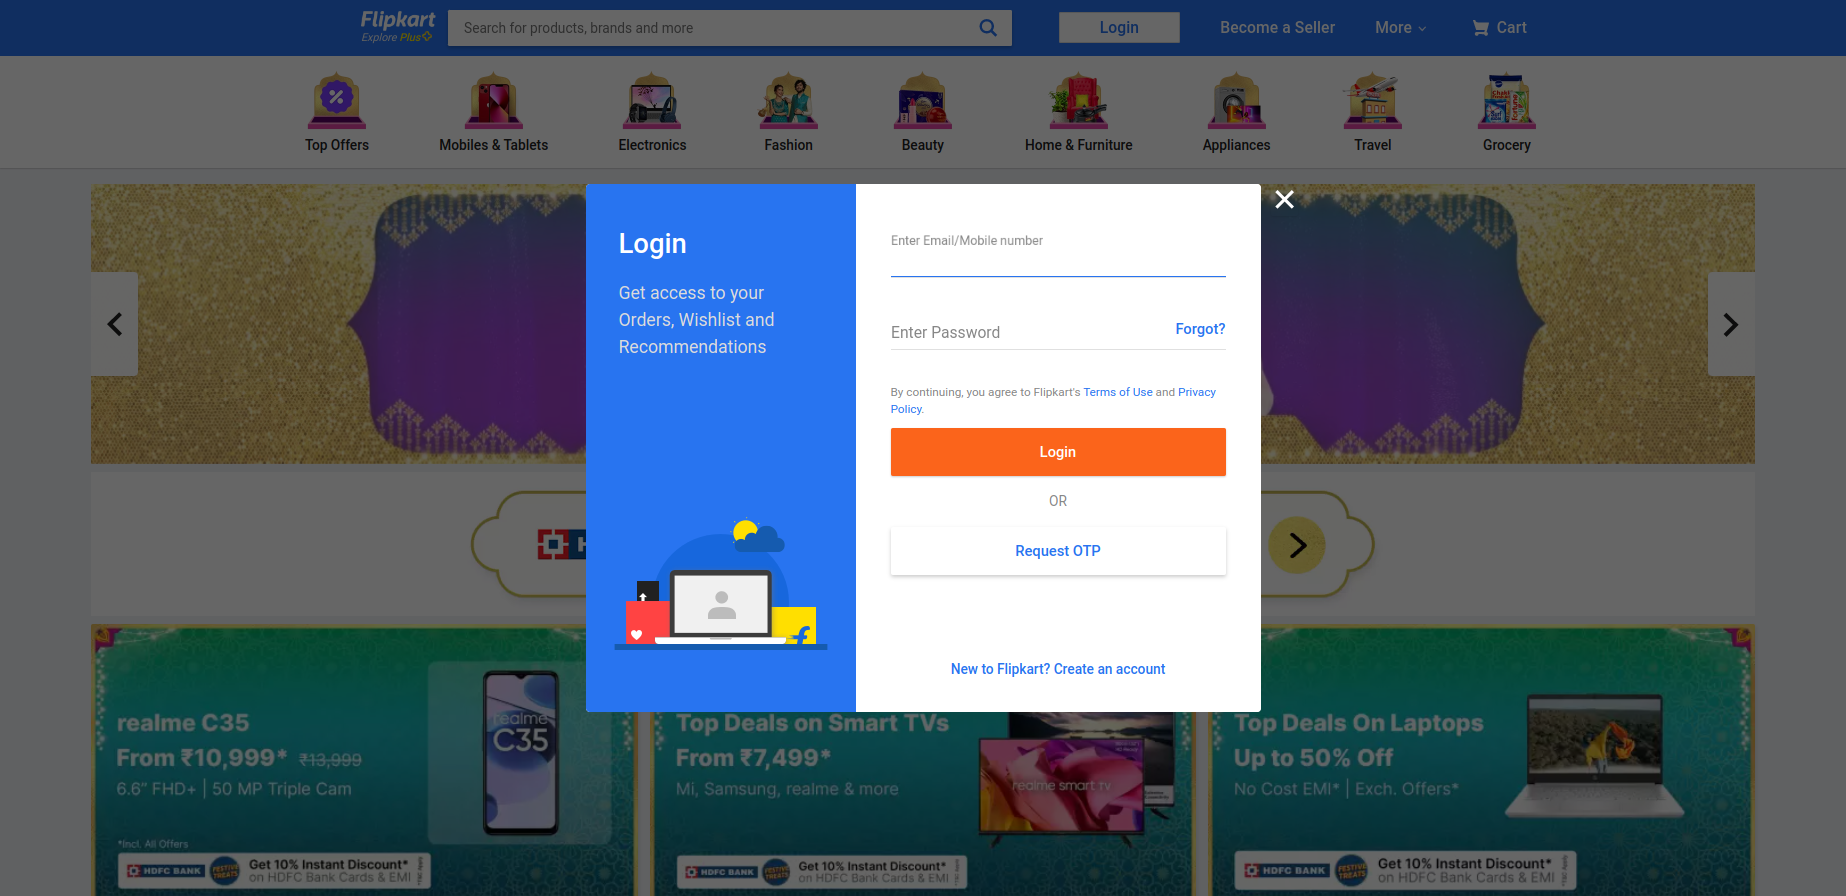 Flipkart
Explore Plus
Search for products, brands and more
Login
Become a Seller
More
Cart
Top Offers
Mobiles & Tablets
Electronics
Fashion
Beauty
Home & Furniture
Appliances
Travel
Grocery
Login
Get access to your
Orders, Wishlist and
Recommendations
Enter Email/Mobile number
Enter Password
Forgot?
By continuing, you agree to Flipkart's Terms of Use and Privacy
Policy.
Login
OR
Request OTP
New to Flipkart? Create an account
realme C35
From ₹10,999* ₹13,999
6.6" FHD+ | 50 MP Triple Cam
*Incl. All Offers
realme
C35
HDFC BANK
FESTIVE
TREATS
Get 10% Instant Discount*
on HDFC Bank Cards & EMI
Top Deals on Smart TVs
From ₹7,499*
Mi, Samsung, realme & more
realme smart TV
HDFC BANK
FESTIVE
TREATS
Get 10% Instant Discount*
on HDFC Bank Cards & EMI
Top Deals On Laptops
Up to 50% Off
No Cost EMI* | Exch. Offers*
HDFC BANK
FESTIVE
TREATS
Get 10% Instant Discount*
on HDFC Bank Cards & EMI